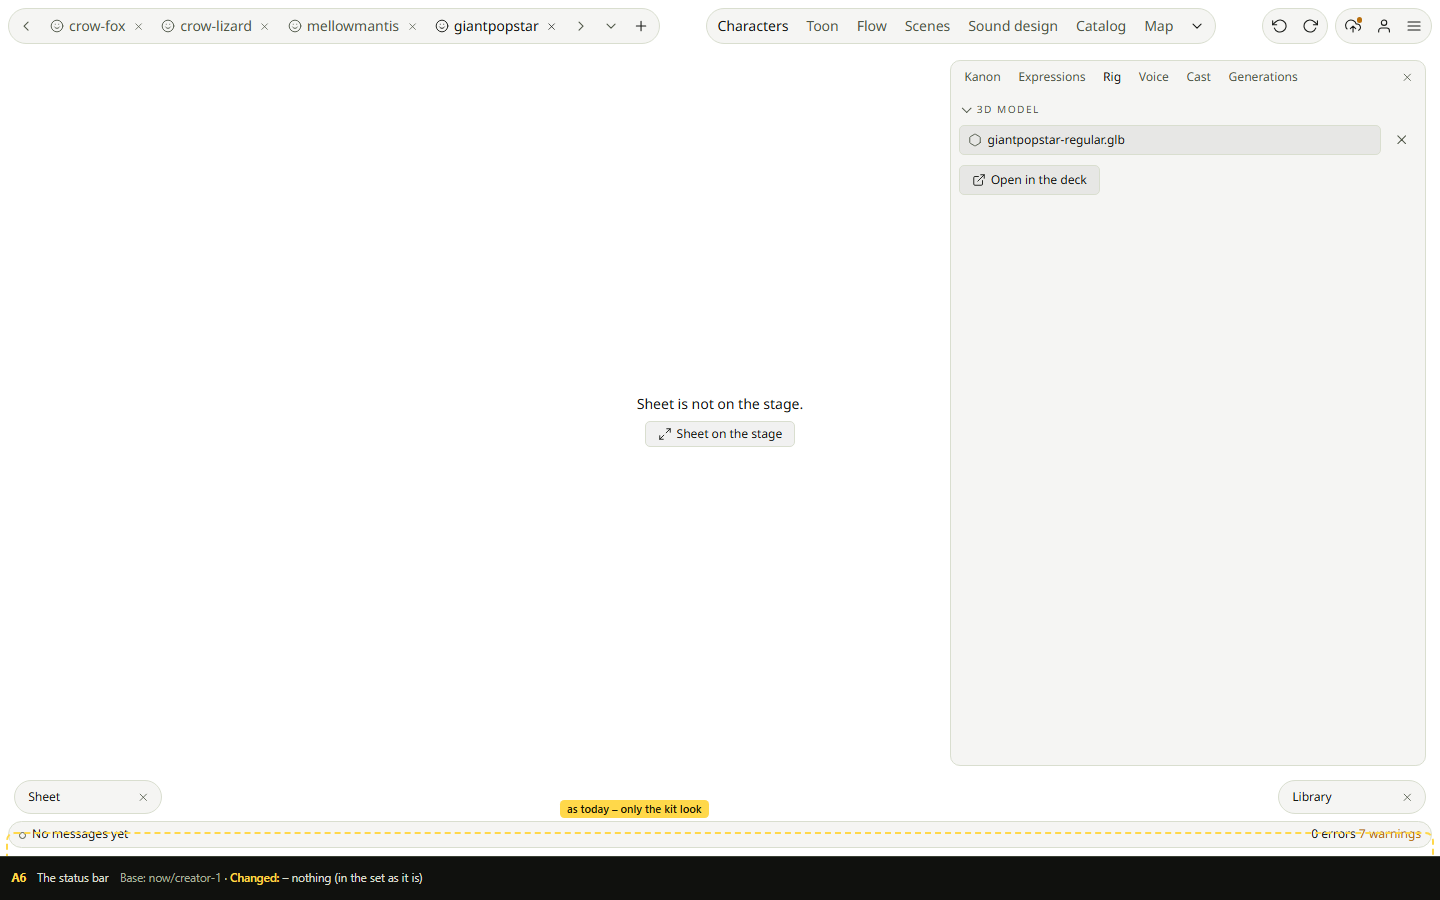 crow-fox crow-lizard mellowmantis giantpopstar Characters Toon Flow Scenes Sound design Catalog Map
Kanon Expressions Rig Voice Cast Generations
3D MODEL
giantpopstar-regular.glb
Open in the deck
Sheet is not on the stage.
Sheet on the stage
Sheet Library
as today – only the kit look
No messages yet 0 errors 7 warnings
A6 The status bar Base: now/creator-1 · Changed: – nothing (in the set as it is)